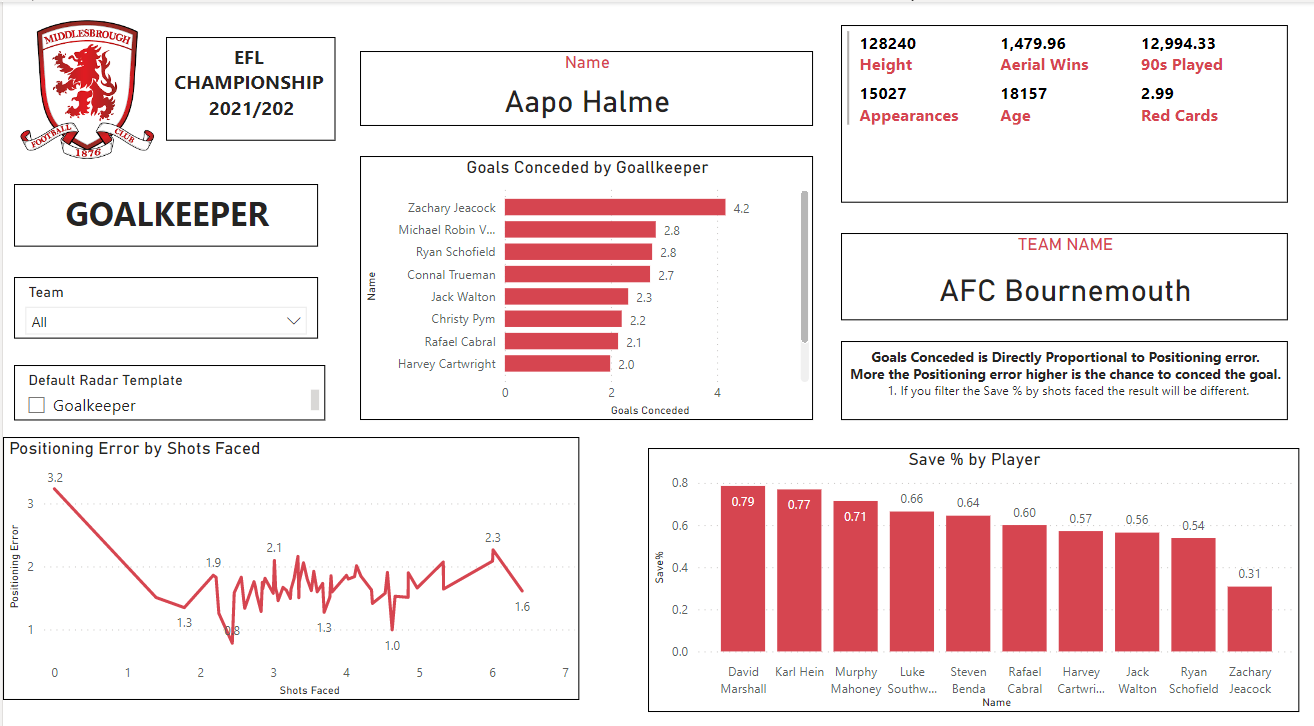 MIDDLESBROUGH
FOOTBALL CLUB
1876
EFL
CHAMPIONSHIP
2021/202
Name
Aapo Halme
128240
Height
1,479.96
Aerial Wins
12,994.33
90s Played
15027
Appearances
18157
Age
2.99
Red Cards
GOALKEEPER
Team
All
Default Radar Template
Goalkeeper
Goals Conceded by Goallkeeper
Name
Zachary Jeacock 4.2
Michael Robin V... 2.8
Ryan Schofield 2.8
Connal Trueman 2.7
Jack Walton 2.3
Christy Pym 2.2
Rafael Cabral 2.1
Harvey Cartwright 2.0
0 2 4
Goals Conceded
TEAM NAME
AFC Bournemouth
Goals Conceded is Directly Proportional to Positioning error.
More the Positioning error higher is the chance to conced the goal.
1. If you filter the Save % by shots faced the result will be different.
Positioning Error by Shots Faced
Positioning Error
3
2
1
3.2
1.3
1.9
0.8
2.1
1.3
1.0
2.3
1.6
0 1 2 3 4 5 6 7
Shots Faced
Save % by Player
Save%
0.8
0.6
0.4
0.2
0.0
0.79 0.77 0.71 0.66 0.64 0.60 0.57 0.56 0.54 0.31
David Marshall
Karl Hein
Murphy Mahoney
Luke Southw...
Steven Benda
Rafael Cabral
Harvey Cartwri...
Jack Walton
Ryan Schofield
Zachary Jeacock
Name